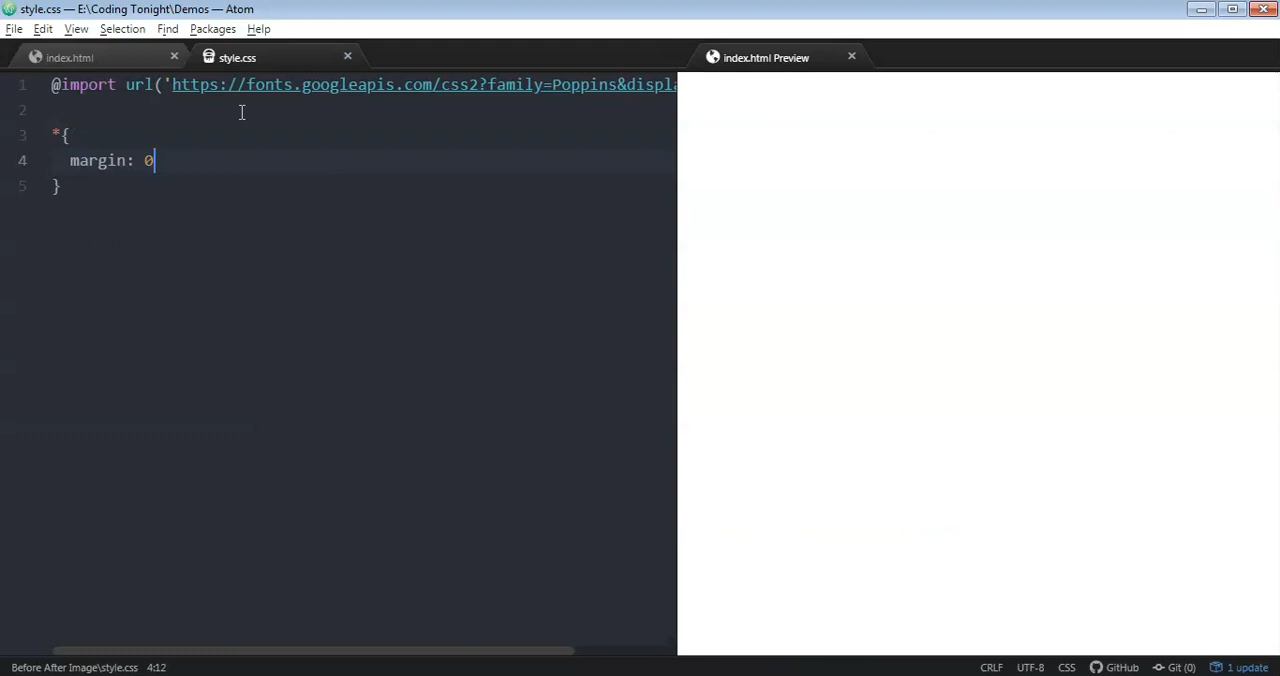 style.css — E:\Coding Tonight\Demos — Atom
File Edit View Selection Find Packages Help
index.html style.css index.html Preview
1 @import url('https://fonts.googleapis.com/css2?family=Poppins&displa
2
3 *{
4 margin: 0
5 }
Before After Image\style.css 4:12 CRLF UTF-8 CSS GitHub Git (0) 1 update